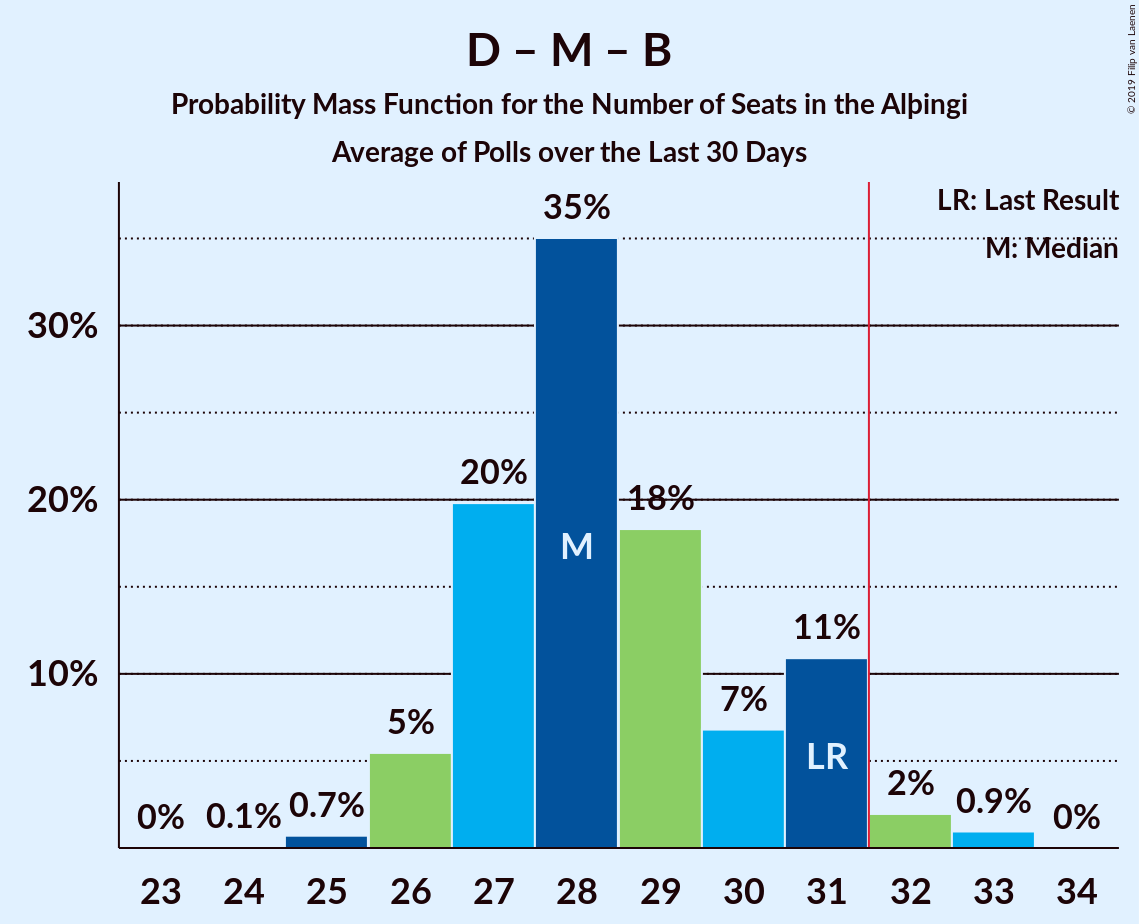 D – M – B
Probability Mass Function for the Number of Seats in the Alþingi
Average of Polls over the Last 30 Days
© 2019 Filip van Laenen
LR: Last Result
M: Median
35%
30%
20%
20%
18%
M
11%
10%
7%
5%
LR
2%
0%
0.1%
0.7%
0.9%
0%
23 24 25 26 27 28 29 30 31 32 33 34